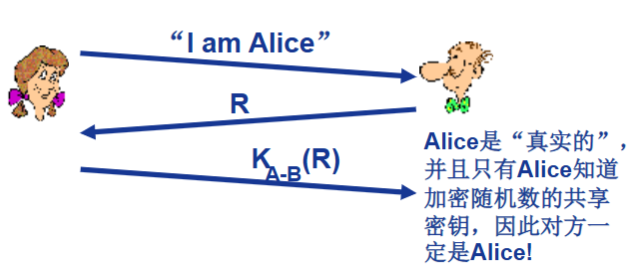 “I am Alice”
R
K_A-B(R)
Alice是“真实的”，
并且只有Alice知道
加密随机数的共享
密钥，因此对方一
定是Alice!